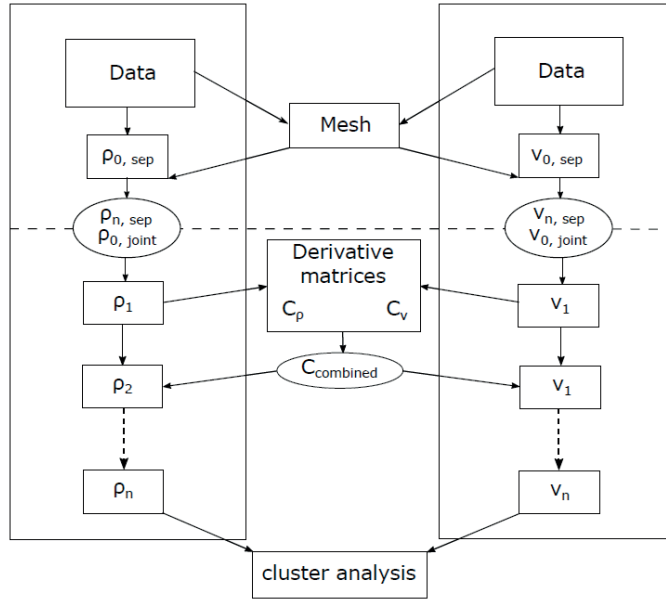 Data
Data
Mesh
ρ0, sep
v0, sep
ρn, sep
ρ0, joint
vn, sep
v0, joint
Derivative
matrices
Cρ Cv
ρ1
v1
Ccombined
ρ2
v1
ρn
vn
cluster analysis